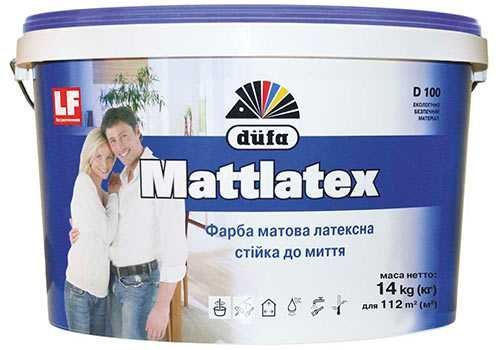 LF
D 100
ЕКОЛОГІЧНО
БЕЗПЕЧНИЙ
МАТЕРІАЛ
düfa
Mattlatex
Фарба матова латексна
стійка до миття
маса нетто:
14 kg (кг)
для 112 m² (м²)